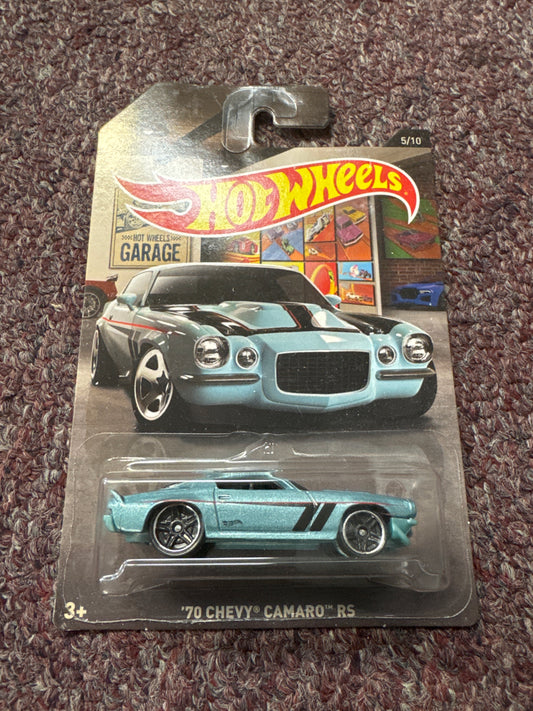 5/10
HOT WHEELS
HOT WHEELS
GARAGE
3+
'70 CHEVY® CAMARO™ RS